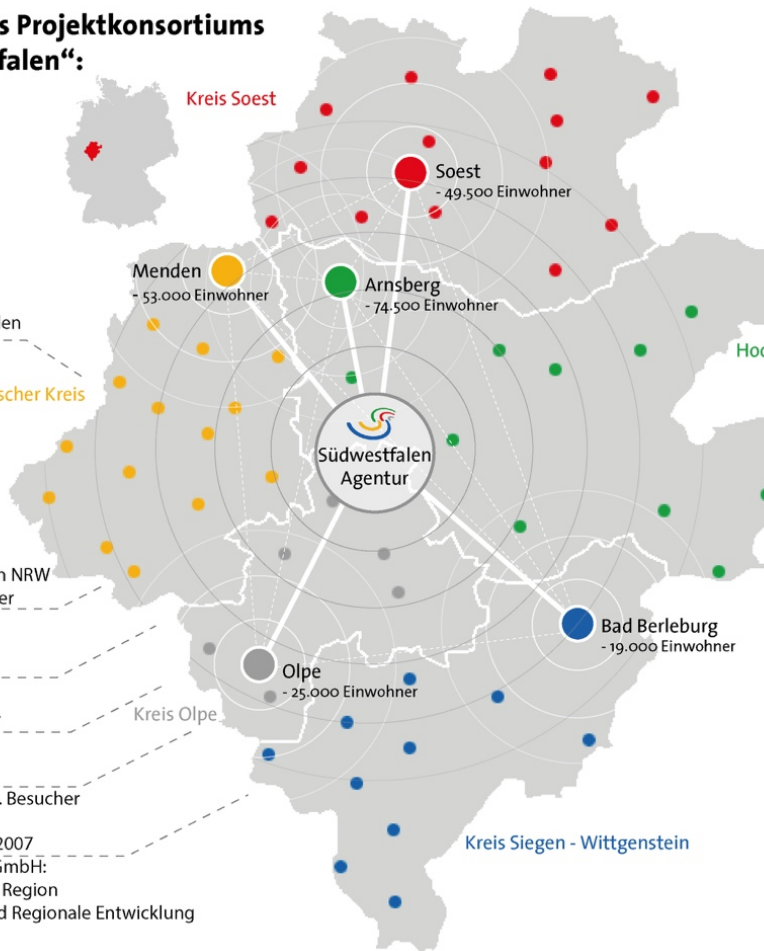 s Projektkonsortiums
falen“:
Kreis Soest
Soest
- 49.500 Einwohner
Menden
- 53.000 Einwohner
Arnsberg
- 74.500 Einwohner
len
Hoc
scher Kreis
Südwestfalen
Agentur
n NRW
er
Bad Berleburg
- 19.000 Einwohner
Olpe
- 25.000 Einwohner
Kreis Olpe
. Besucher
2007
GmbH:
Region
d Regionale Entwicklung
Kreis Siegen - Wittgenstein